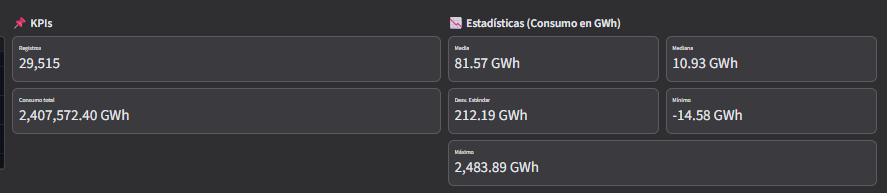 📌 KPIs
Registros
29,515
Consumo total
2,407,572.40 GWh
📉 Estadísticas (Consumo en GWh)
Media
81.57 GWh
Mediana
10.93 GWh
Desv. Estándar
212.19 GWh
Mínimo
-14.58 GWh
Máximo
2,483.89 GWh